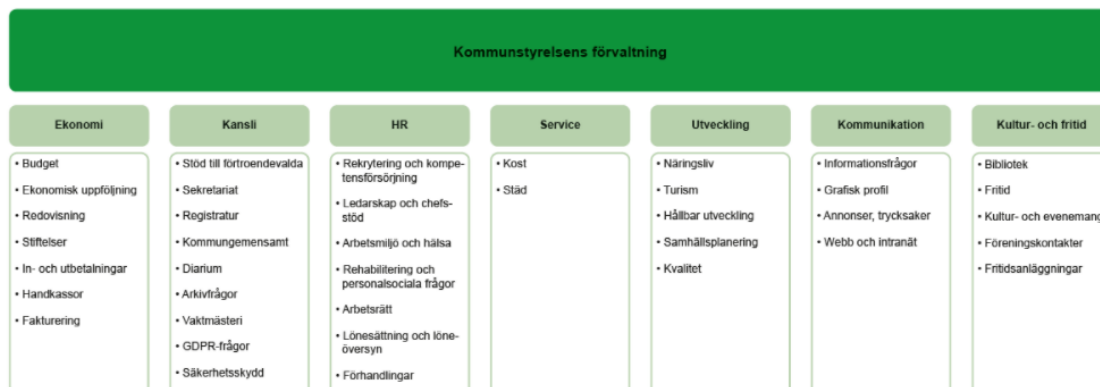 Kommunstyrelsens förvaltning
Ekonomi
• Budget
• Ekonomisk uppföljning
• Redovisning
• Stiftelser
• In- och utbetalningar
• Handkassor
• Fakturering
Kansli
• Stöd till förtroendevalda
• Sekretariat
• Registratur
• Kommungemensamt
• Diarium
• Arkivfrågor
• Vaktmästeri
• GDPR-frågor
• Säkerhetsskydd
HR
• Rekrytering och kompe-
tensförsörjning
• Ledarskap och chefs-
stöd
• Arbetsmiljö och hälsa
• Rehabilitering och
personalsociala frågor
• Arbetsrätt
• Lönesättning och löne-
översyn
• Förhandlingar
Service
• Kost
• Städ
Utveckling
• Näringsliv
• Turism
• Hållbar utveckling
• Samhällsplanering
• Kvalitet
Kommunikation
• Informationsfrågor
• Grafisk profil
• Annonser, trycksaker
• Webb och intranät
Kultur- och fritid
• Bibliotek
• Fritid
• Kultur- och evenemang
• Föreningskontakter
• Fritidsanläggningar